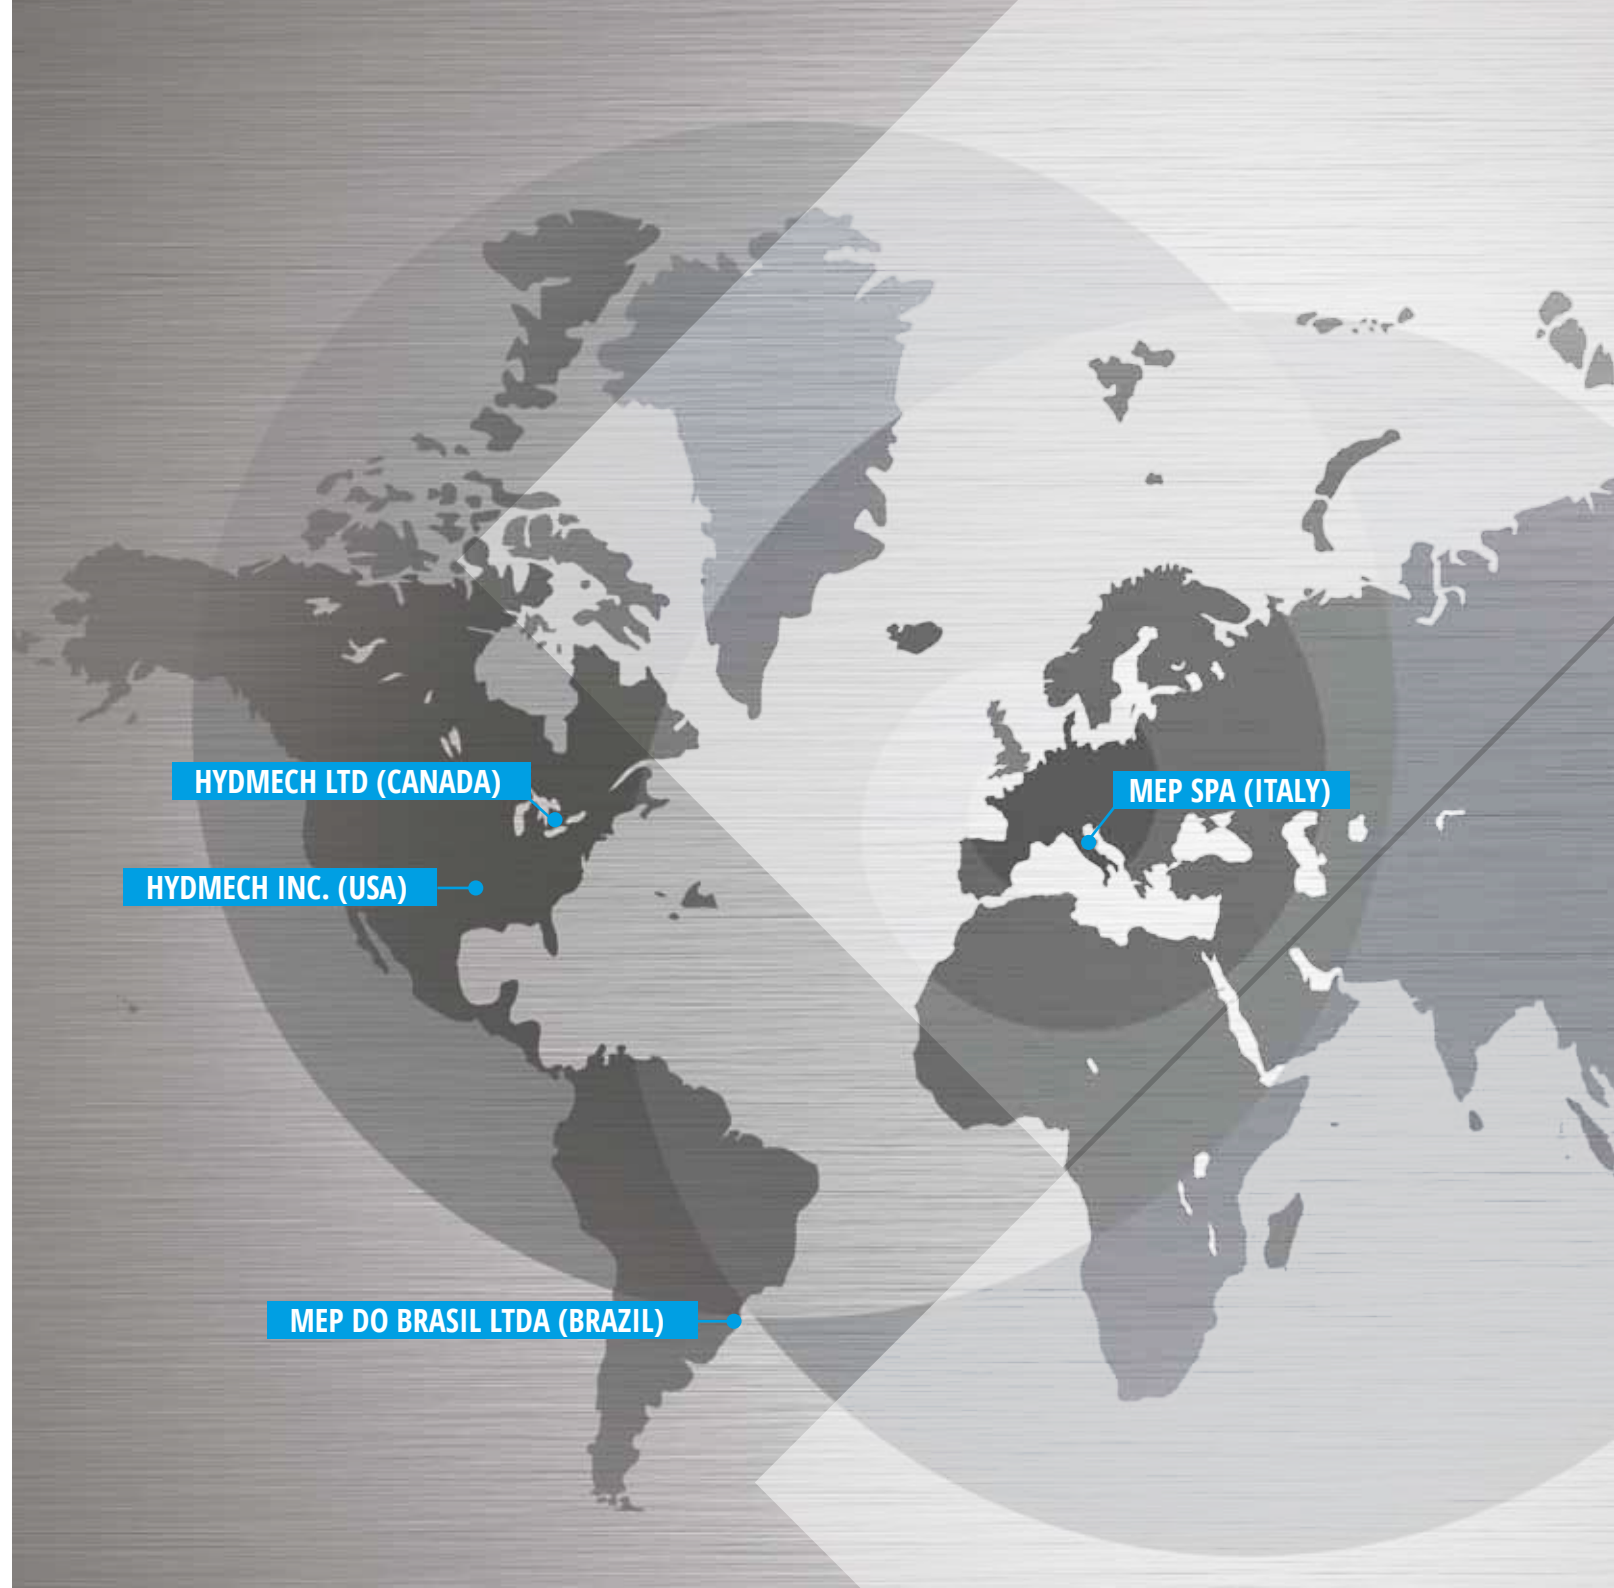 HYDMECH LTD (CANADA)
MEP SPA (ITALY)
HYDMECH INC. (USA)
MEP DO BRASIL LTDA (BRAZIL)